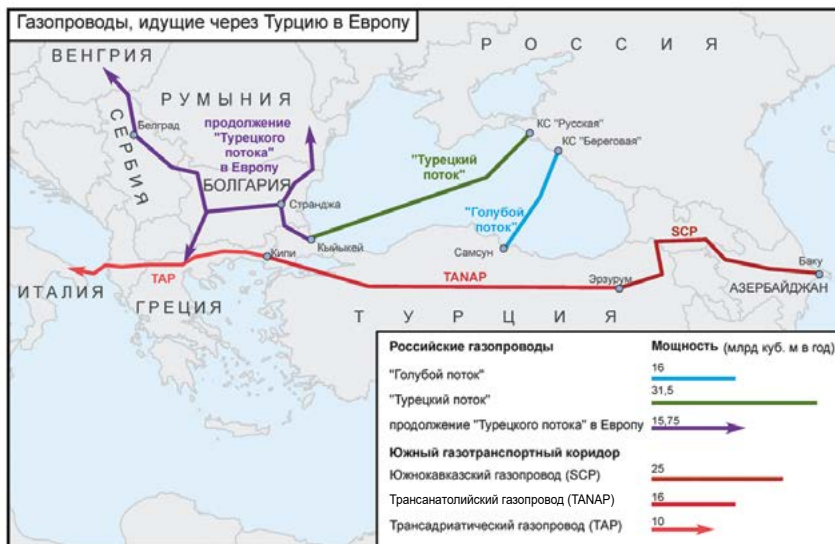 Газопроводы, идущие через Турцию в Европу
РОССИЯ
ВЕНГРИЯ
РУМЫНИЯ
СЕРБИЯ
Белград
продолжение
"Турецкого
потока"
в Европу
БОЛГАРИЯ
Странджа
Кыйыкей
КС "Русская"
КС "Береговая"
"Турецкий
поток"
"Голубой
поток"
Самсун
SCP
Баку
АЗЕРБАЙДЖАН
Кипи
TAP
TANAP
Эрзурум
ИТАЛИЯ
ГРЕЦИЯ
ТУРЦИЯ
Российские газопроводы Мощность (млрд куб. м в год)
"Голубой поток" 16
"Турецкий поток" 31,5
продолжение "Турецкого потока" в Европу 15,75
Южный газотранспортный коридор
Южнокавказский газопровод (SCP) 25
Трансанатолийский газопровод (TANAP) 16
Трансадриатический газопровод (TAP) 10